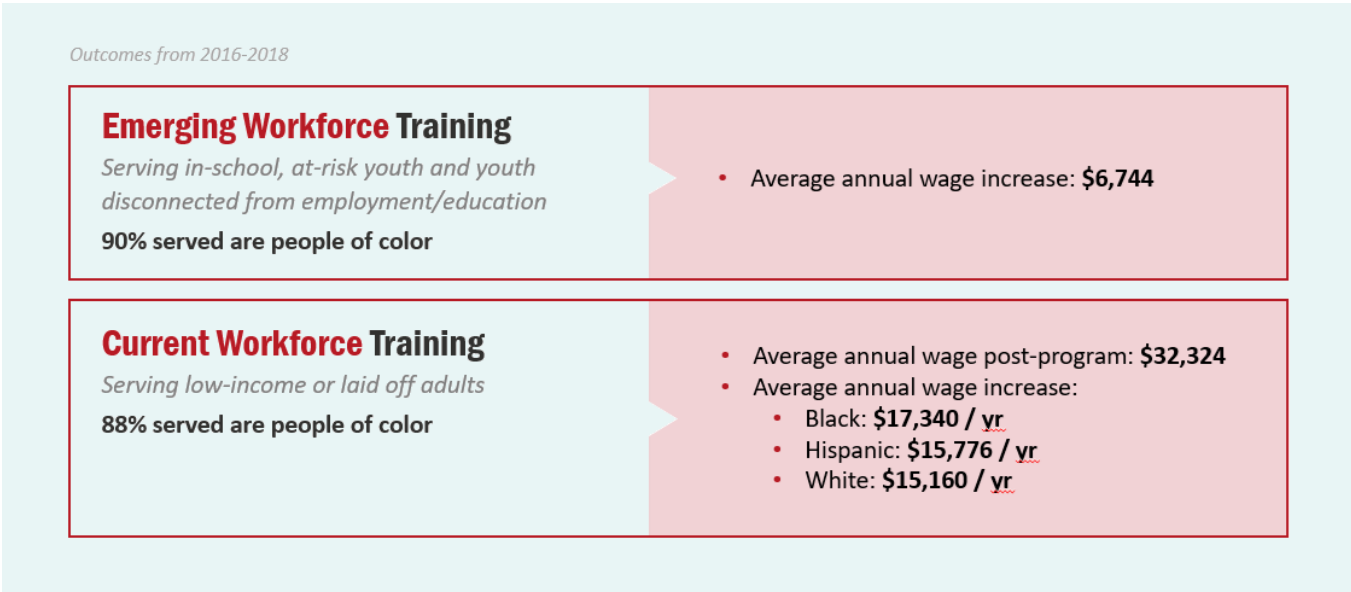 Outcomes from 2016-2018
Emerging Workforce Training
Serving in-school, at-risk youth and youth
disconnected from employment/education
90% served are people of color
• Average annual wage increase: $6,744
Current Workforce Training
Serving low-income or laid off adults
88% served are people of color
• Average annual wage post-program: $32,324
• Average annual wage increase:
• Black: $17,340 / yr
• Hispanic: $15,776 / yr
• White: $15,160 / yr